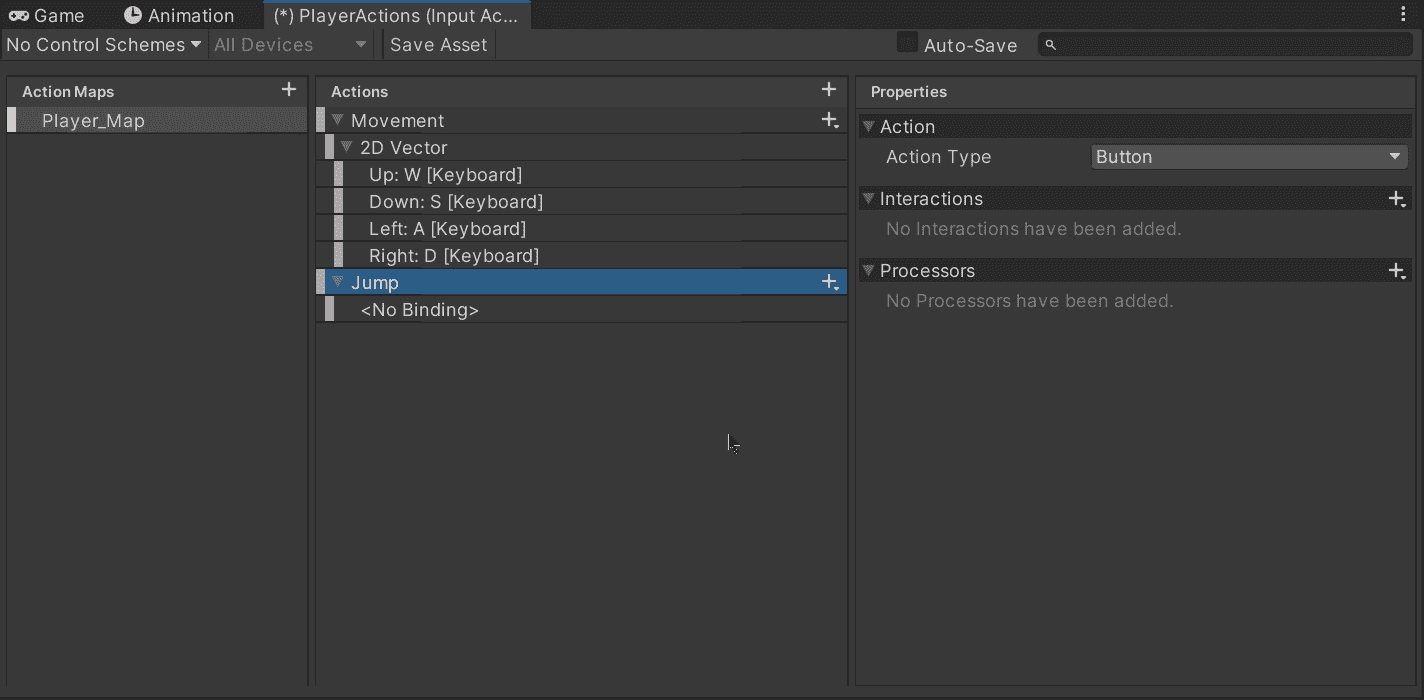 Game Animation (*) PlayerActions (Input Ac...
No Control Schemes All Devices Save Asset Auto-Save
Action Maps
Player_Map
Actions
Movement
2D Vector
Up: W [Keyboard]
Down: S [Keyboard]
Left: A [Keyboard]
Right: D [Keyboard]
Jump
<No Binding>
Properties
Action
Action Type Button
Interactions
No Interactions have been added.
Processors
No Processors have been added.